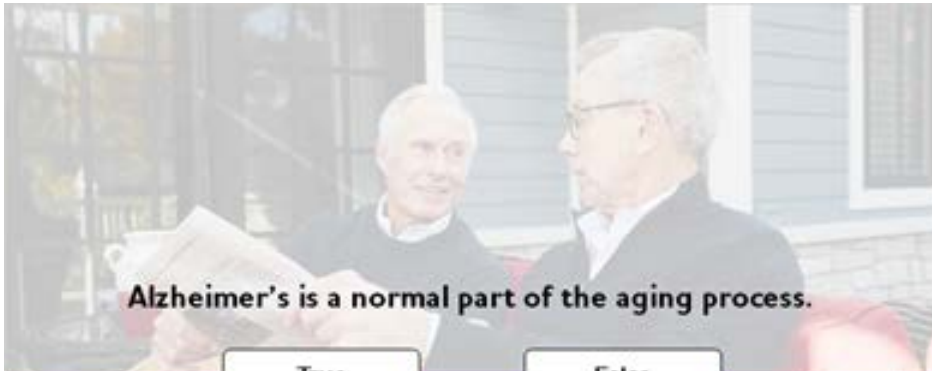 Alzheimer's is a normal part of the aging process.